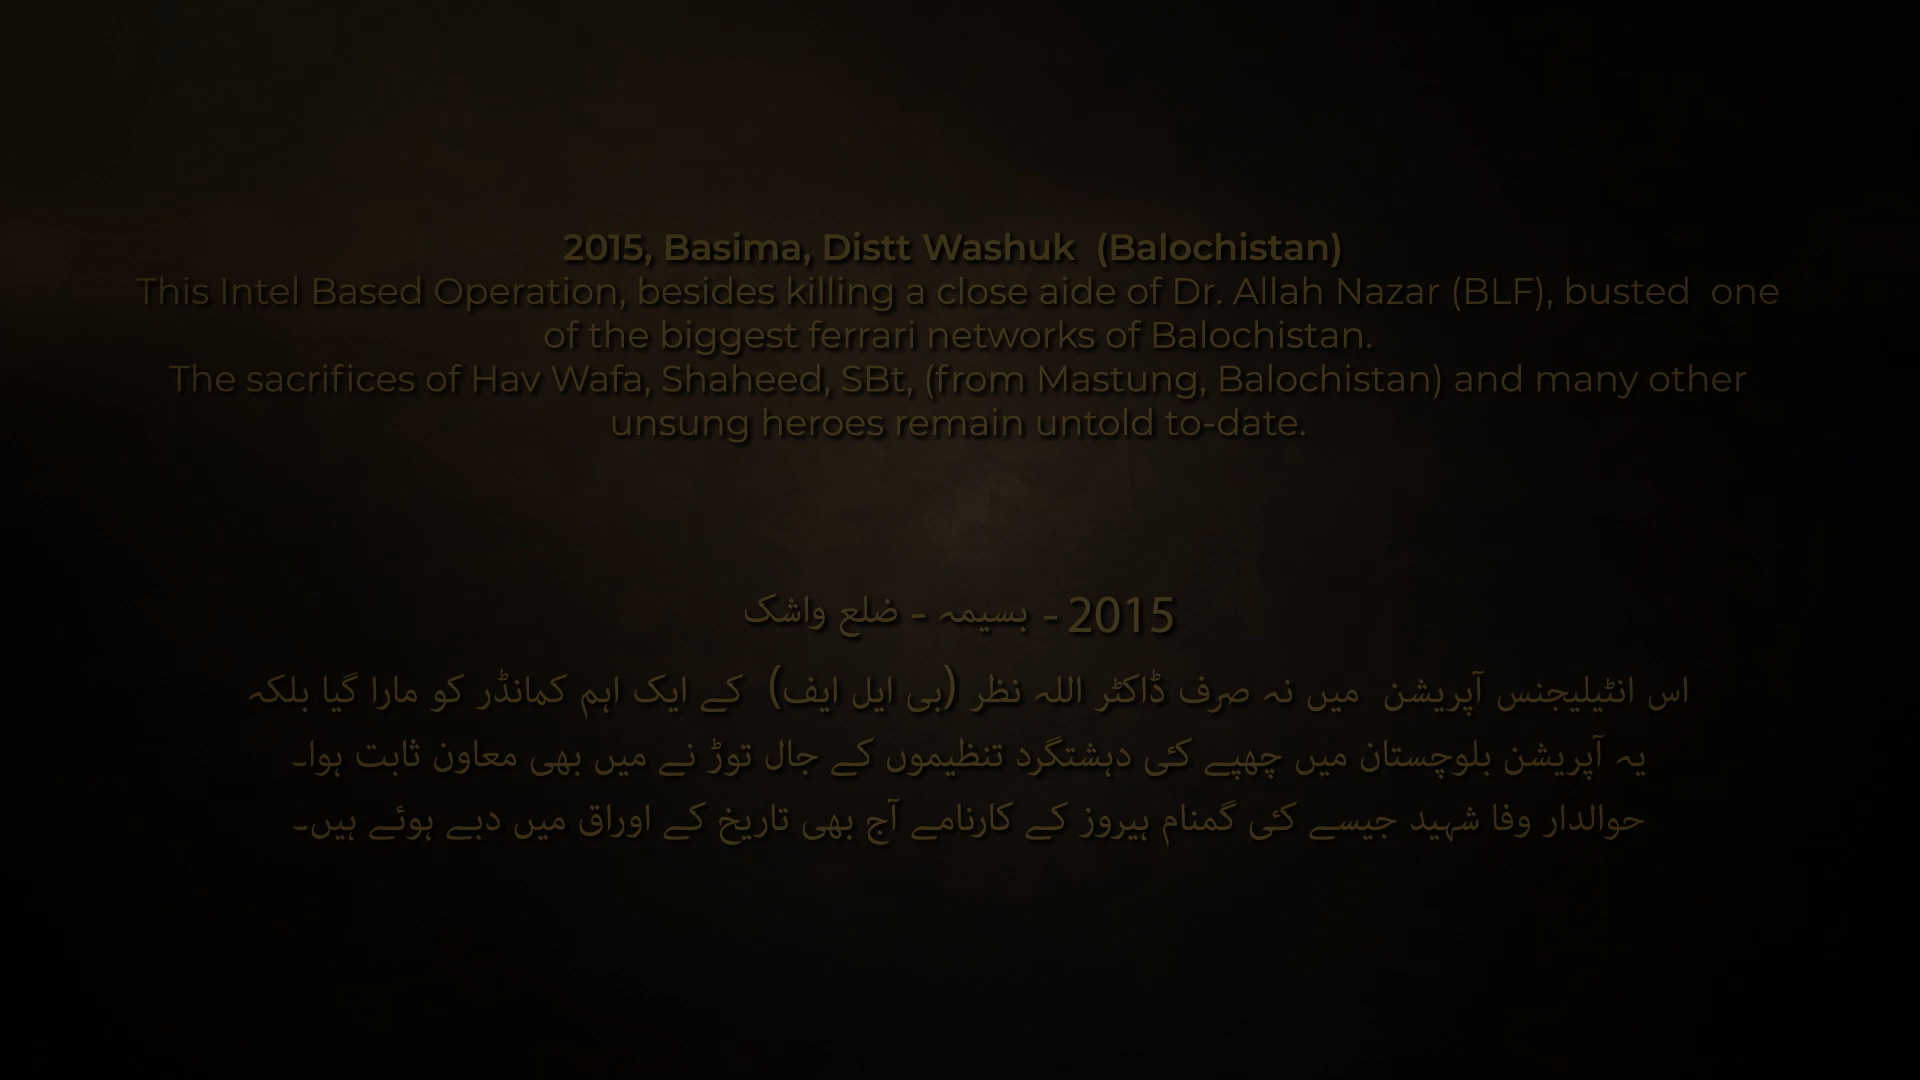 2015, Basima, Distt Washuk (Balochistan)
This Intel Based Operation, besides killing a close aide of Dr. Allah Nazar (BLF), busted one
of the biggest ferrari networks of Balochistan.
The sacrifices of Hav Wafa, Shaheed, SBt, (from Mastung, Balochistan) and many other
unsung heroes remain untold to-date.
2015 - بسیمہ - ضلع واشک
اس انٹیلیجنس آپریشن میں نہ صرف ڈاکٹر اللہ نظر (بی ایل ایف) کے ایک اہم کمانڈر کو مارا گیا بلکہ
یہ آپریشن بلوچستان میں چھپے کئی دہشتگرد تنظیموں کے جال توڑ نے میں بھی معاون ثابت ہوا۔
حوالدار وفا شہید جیسے کئی گمنام ہیروز کے کارنامے آج بھی تاریخ کے اوراق میں دبے ہوئے ہیں۔